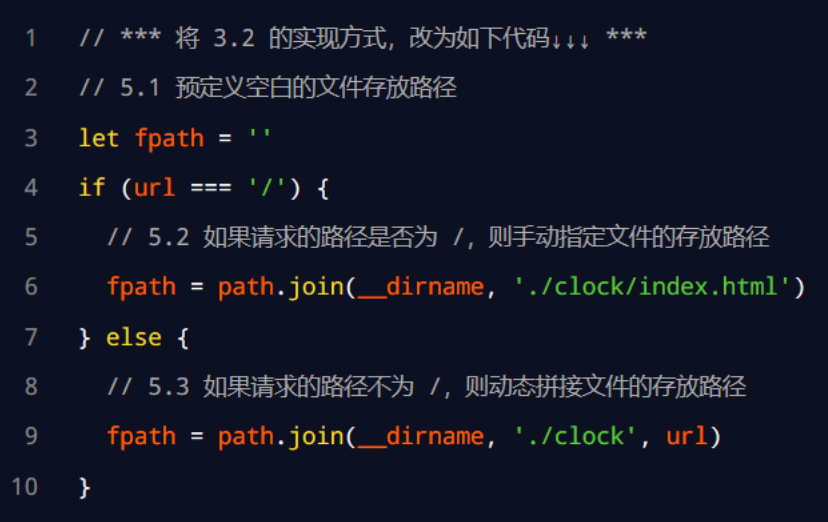 1 // *** 将 3.2 的实现方式，改为如下代码↓↓↓ ***
2 // 5.1 预定义空白的文件存放路径
3 let fpath = ''
4 if (url === '/') {
5   // 5.2 如果请求的路径是否为 /，则手动指定文件的存放路径
6   fpath = path.join(__dirname, './clock/index.html')
7 } else {
8   // 5.3 如果请求的路径不为 /，则动态拼接文件的存放路径
9   fpath = path.join(__dirname, './clock', url)
10 }